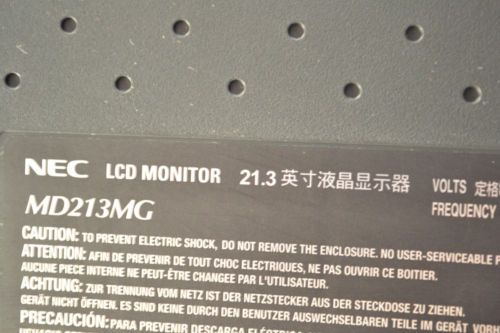 NEC LCD MONITOR 21.3 英寸液晶显示器 VOLTS 定格
MD213MG FREQUENCY
CAUTION: TO PREVENT ELECTRIC SHOCK, DO NOT REMOVE THE ENCLOSURE. NO USER-SERVICEABLE
ATTENTION: AFIN DE PREVENIR DE TOUT CHOC ELECTRIQUES, NE PAS OUVRIR CE BOITIER.
AUCUNE PIECE INTERNE NE PEUT-ÊTRE CHANGEE PAR L'UTILISATEUR.
ACHTUNG: ZUR TRENNUNG VOM NETZ IST DER NETZSTECKER AUS DER STECKDOSE ZU ZIEHEN.
GERÄT NICHT ÖFFNEN. ES SIND KEINE DURCH DEN BENUTZER AUSWECHSELBAREN TEILE IM GERÄT
PRECAUCIÓN: PARA PREVENIR DESCARGA